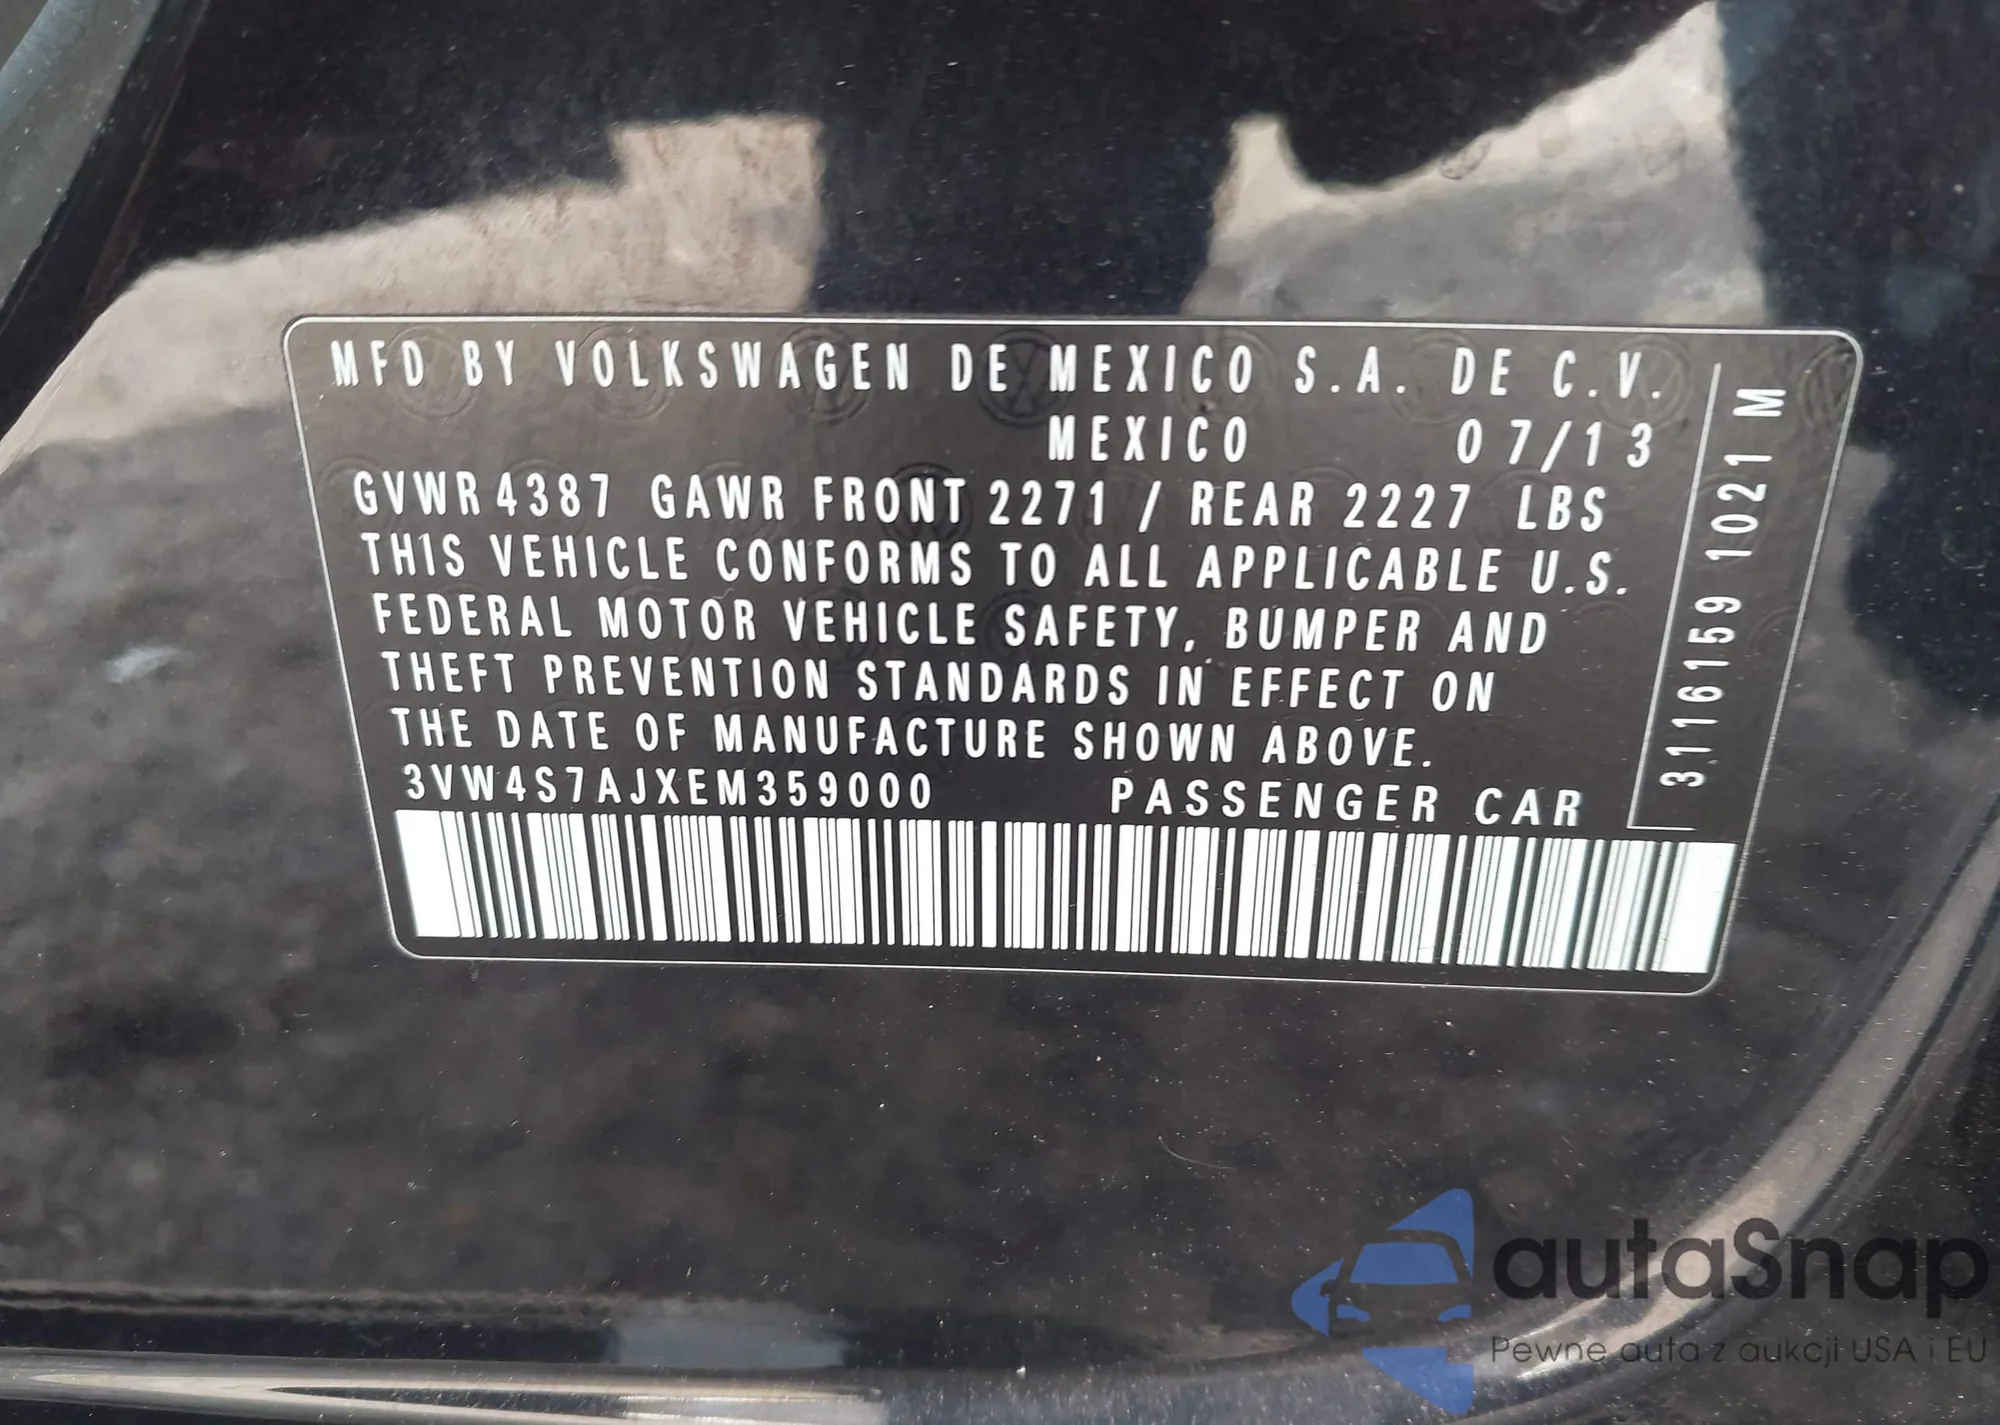 MFD BY VOLKSWAGEN DE MEXICO S.A. DE C.V.
MEXICO 07/13
GVWR 4387 GAWR FRONT 2271 / REAR 2227 LBS
THIS VEHICLE CONFORMS TO ALL APPLICABLE U.S.
FEDERAL MOTOR VEHICLE SAFETY, BUMPER AND
THEFT PREVENTION STANDARDS IN EFFECT ON
THE DATE OF MANUFACTURE SHOWN ABOVE.
3VW4S7AJXEM359000 PASSENGER CAR
3116159 1021 M
autaSnap
Pewne auta z aukcji USA i EU